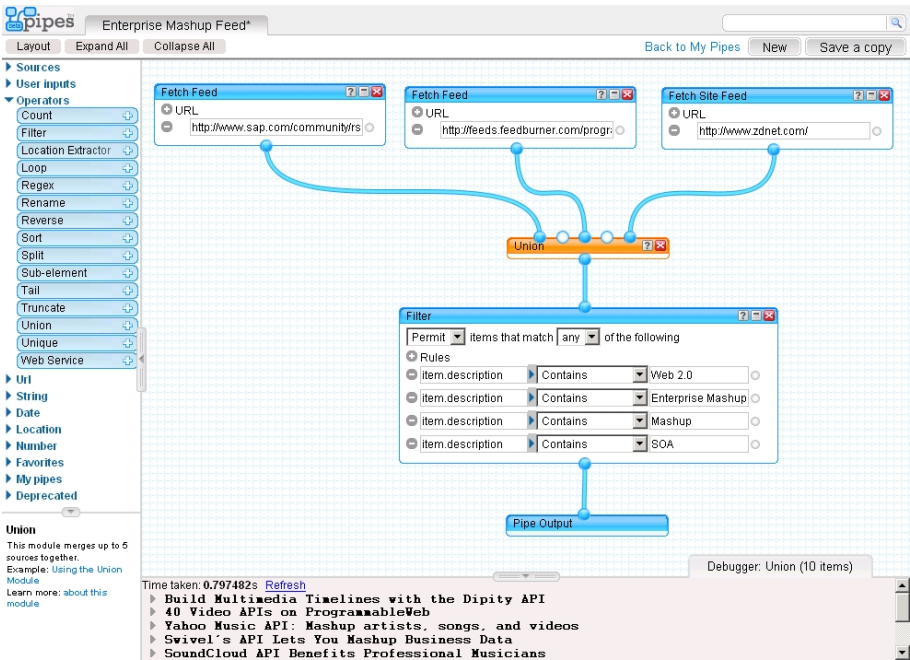 pipes
Beta
Enterprise Mashup Feed*
Layout Expand All Collapse All
Back to My Pipes New Save a copy
Sources
User inputs
Operators
Count
Filter
Location Extractor
Loop
Regex
Rename
Reverse
Sort
Split
Sub-element
Tail
Truncate
Union
Unique
Web Service
Url
String
Date
Location
Number
Favorites
My pipes
Deprecated
Union
This module merges up to 5
sources together.
Example: Using the Union
Module
Learn more: about this
module
Fetch Feed
URL
http://www.sap.com/community/rs
Fetch Feed
URL
http://feeds.feedburner.com/progra
Fetch Site Feed
URL
http://www.zdnet.com/
Union
Filter
Permit items that match any of the following
Rules
item.description Contains Web 2.0
item.description Contains Enterprise Mashup
item.description Contains Mashup
item.description Contains SOA
Pipe Output
Debugger: Union (10 items)
Time taken: 0.797482s Refresh
Build Multimedia Timelines with the Dipity API
40 Video APIs on ProgrammableWeb
Yahoo Music API: Mashup artists, songs, and videos
Swivel's API Lets You Mashup Business Data
SoundCloud API Benefits Professional Musicians